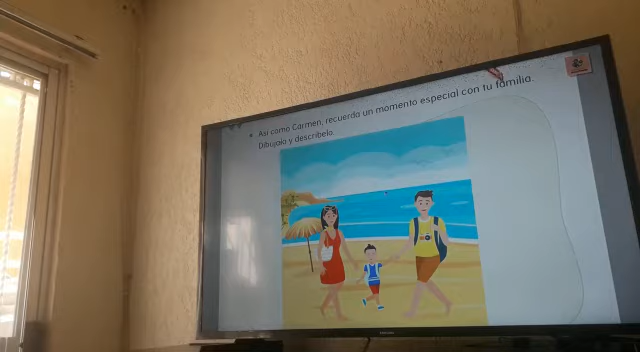 • Así como Carmen, recuerda un momento especial con tu familia.
Dibújalo y descríbelo.